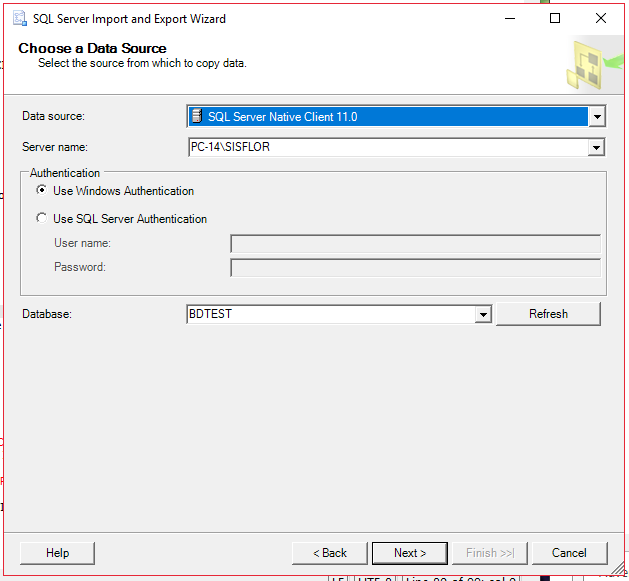 SQL Server Import and Export Wizard
Choose a Data Source
Select the source from which to copy data.
Data source:
SQL Server Native Client 11.0
Server name:
PC-14\SISFLOR
Authentication
Use Windows Authentication
Use SQL Server Authentication
User name:
Password:
Database:
BDTEST
Refresh
Help
< Back
Next >
Finish >>|
Cancel